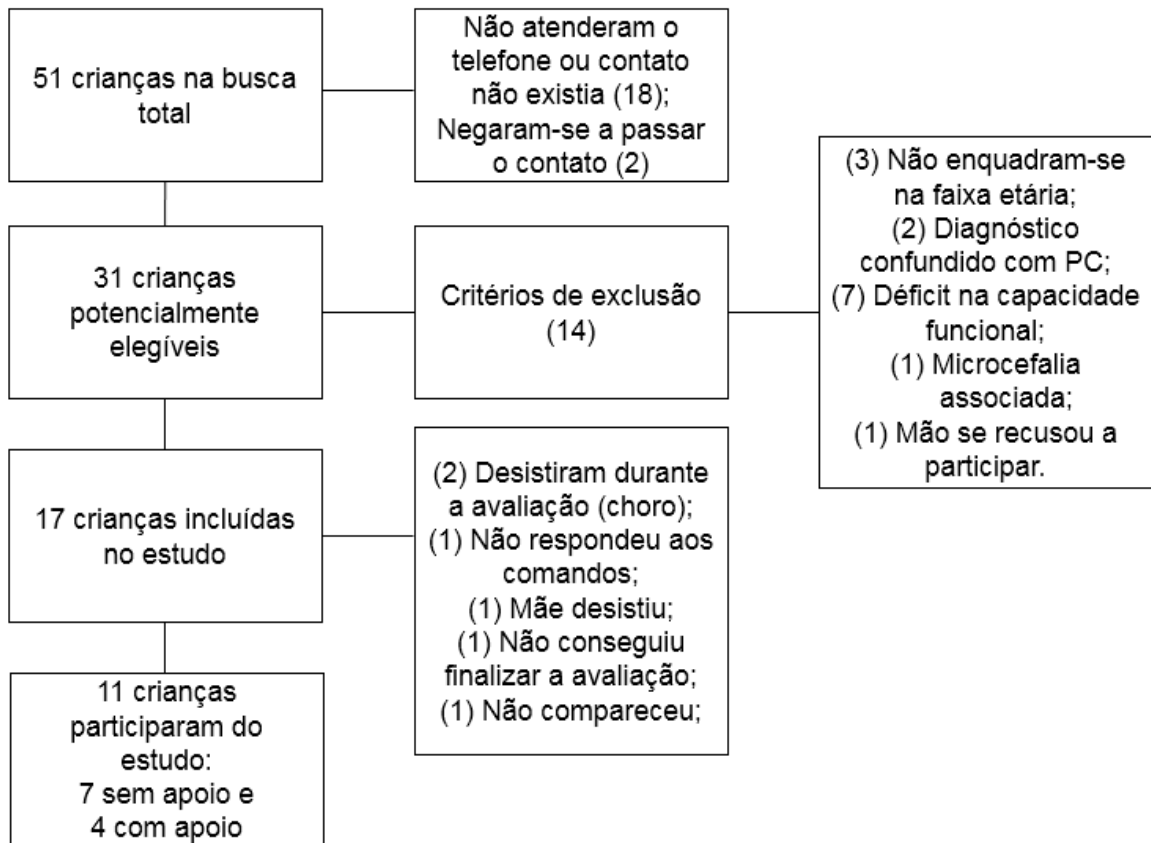 51 crianças na busca
total
Não atenderam o
telefone ou contato
não existia (18);
Negaram-se a passar
o contato (2)
31 crianças
potencialmente
elegíveis
Critérios de exclusão
(14)
(3) Não enquadram-se
na faixa etária;
(2) Diagnóstico
confundido com PC;
(7) Déficit na capacidade
funcional;
(1) Microcefalia
associada;
(1) Mão se recusou a
participar.
17 crianças incluídas
no estudo
(2) Desistiram durante
a avaliação (choro);
(1) Não respondeu aos
comandos;
(1) Mãe desistiu;
(1) Não conseguiu
finalizar a avaliação;
(1) Não compareceu;
11 crianças
participaram do
estudo:
7 sem apoio e
4 com apoio